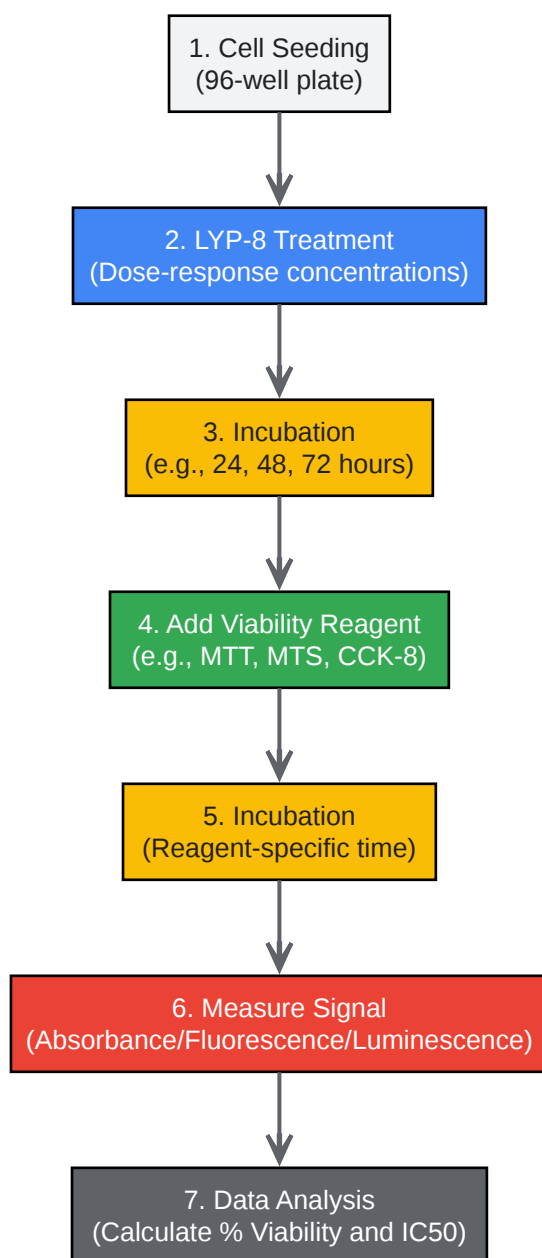 1. Cell Seeding
(96-well plate)
2. LYP-8 Treatment
(Dose-response concentrations)
3. Incubation
(e.g., 24, 48, 72 hours)
4. Add Viability Reagent
(e.g., MTT, MTS, CCK-8)
5. Incubation
(Reagent-specific time)
6. Measure Signal
(Absorbance/Fluorescence/Luminescence)
7. Data Analysis
(Calculate % Viability and IC50)